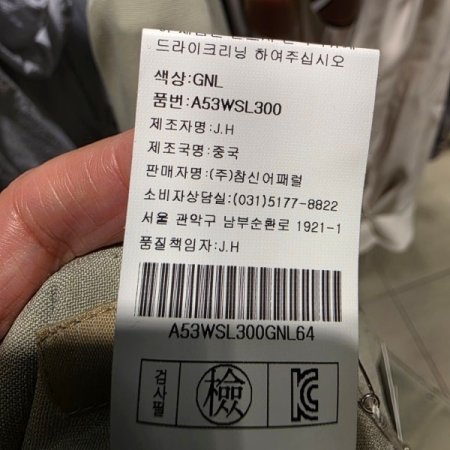 드라이크리닝 하여주십시오
색상:GNL
품번:A53WSL300
제조자명:J.H
제조국명:중국
판매자명:(주)참신어패럴
소비자상담실:(031)5177-8822
서울 관악구 남부순환로 1921-1
품질책임자:J.H
A53WSL300GNL64
검사필
檢